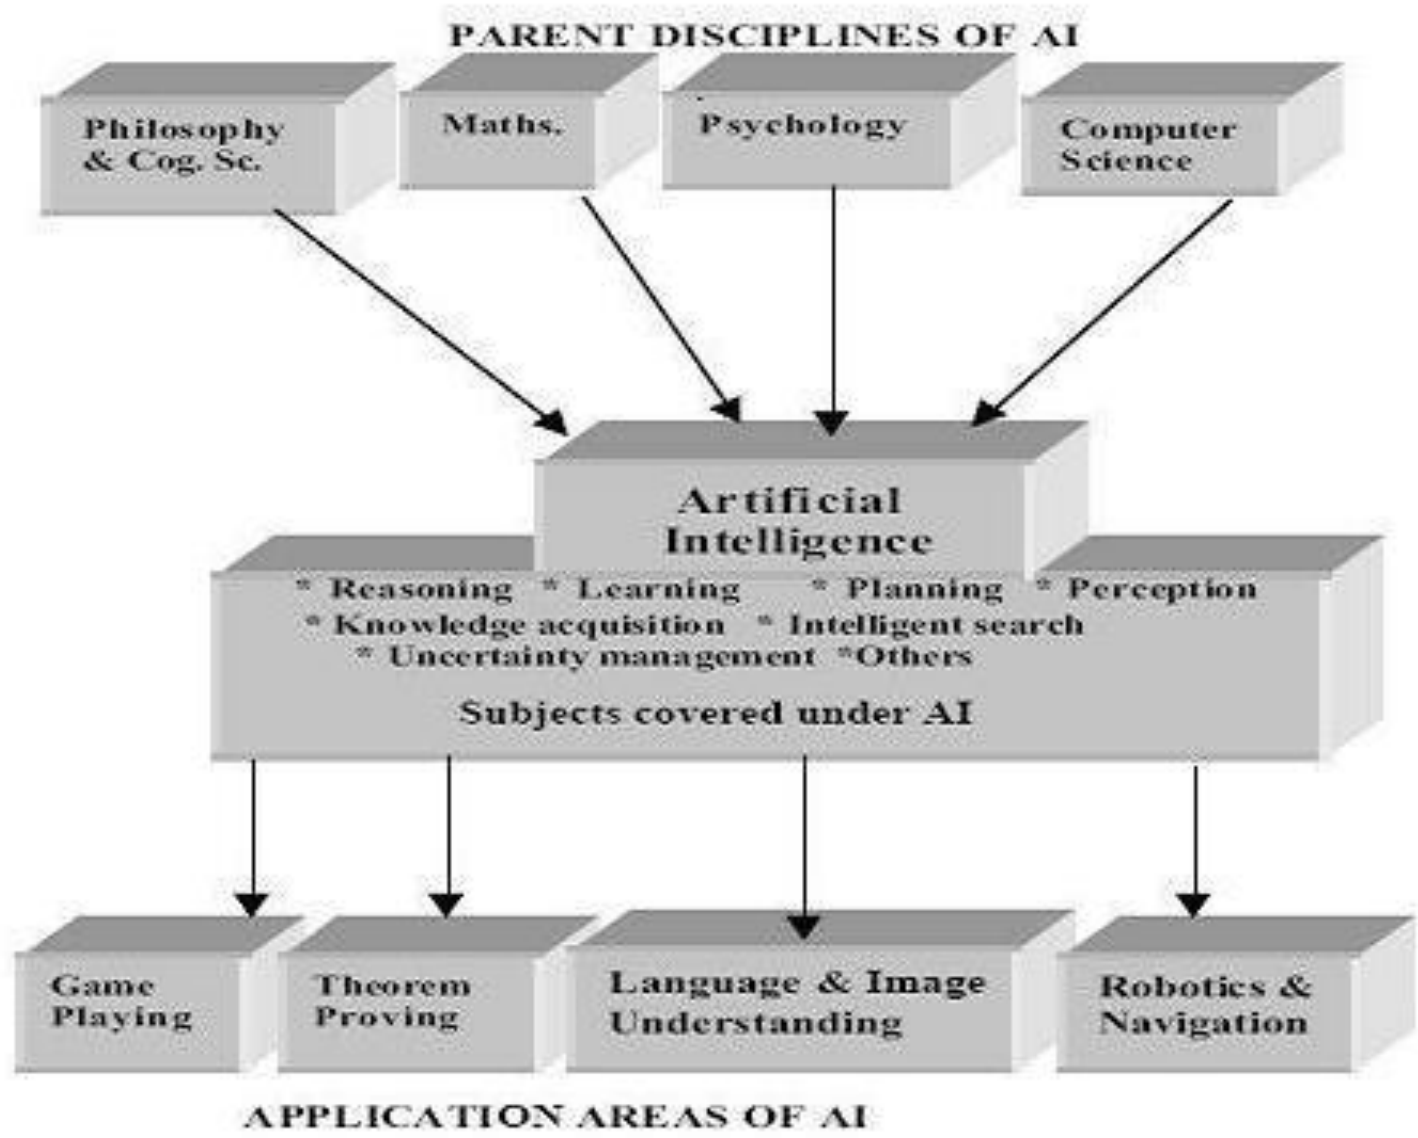 PARENT DISCIPLINES OF AI
Philosophy
& Cog. Sc.
Maths.
Psychology
Computer
Science
Artificial
Intelligence
* Reasoning * Learning * Planning * Perception
* Knowledge acquisition * Intelligent search
* Uncertainty management *Others
Subjects covered under AI
Game
Playing
Theorem
Proving
Language & Image
Understanding
Robotics &
Navigation
APPLICATION AREAS OF AI